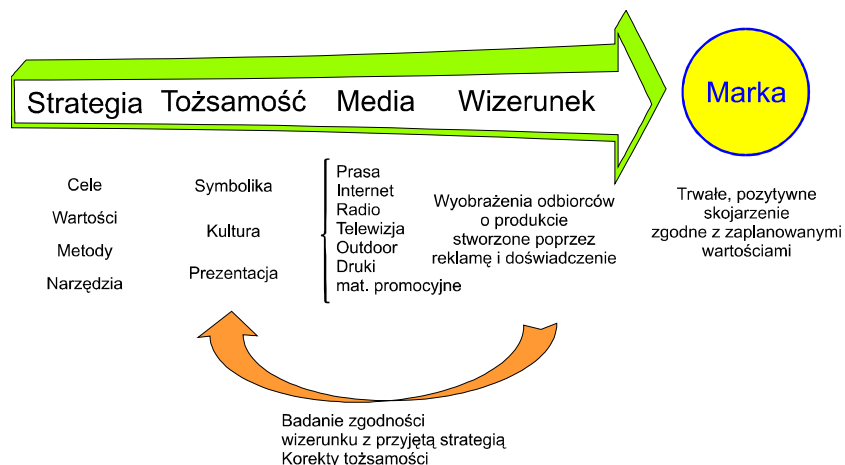 Strategia Tożsamość Media Wizerunek
Marka
Cele
Wartości
Metody
Narzędzia
Symbolika
Kultura
Prezentacja
Prasa
Internet
Radio
Telewizja
Outdoor
Druki
mat. promocyjne
Wyobrażenia odbiorców
o produkcie
stworzone poprzez
reklamę i doświadczenie
Trwałe, pozytywne
skojarzenie
zgodne z zaplanowanymi
wartościami
Badanie zgodności
wizerunku z przyjętą strategią
Korekty tożsamości